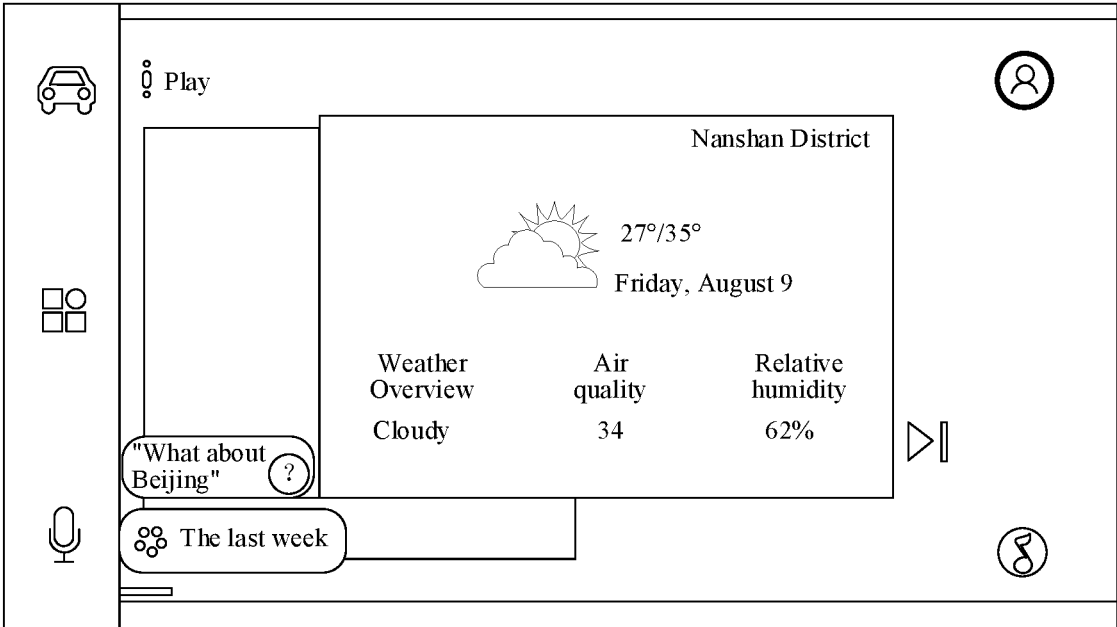 Play
Nanshan District
27°/35°
Friday, August 9
Weather
Overview
Air
quality
Relative
humidity
Cloudy
34
62%
"What about
Beijing"
?
The last week